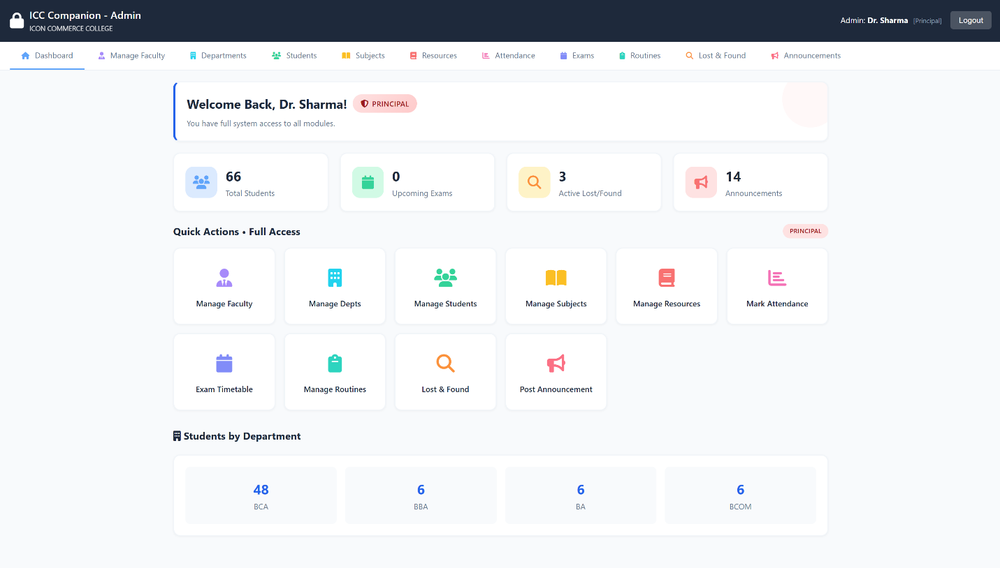 ICC Companion - Admin
ICON COMMERCE COLLEGE
Admin: Dr. Sharma [Principal] Logout
Dashboard Manage Faculty Departments Students Subjects Resources Attendance Exams Routines Lost & Found Announcements
Welcome Back, Dr. Sharma! PRINCIPAL
You have full system access to all modules.
66
Total Students
0
Upcoming Exams
3
Active Lost/Found
14
Announcements
Quick Actions • Full Access PRINCIPAL
Manage Faculty Manage Depts Manage Students Manage Subjects Manage Resources Mark Attendance
Exam Timetable Manage Routines Lost & Found Post Announcement
Students by Department
48
BCA
6
BBA
6
BA
6
BCOM